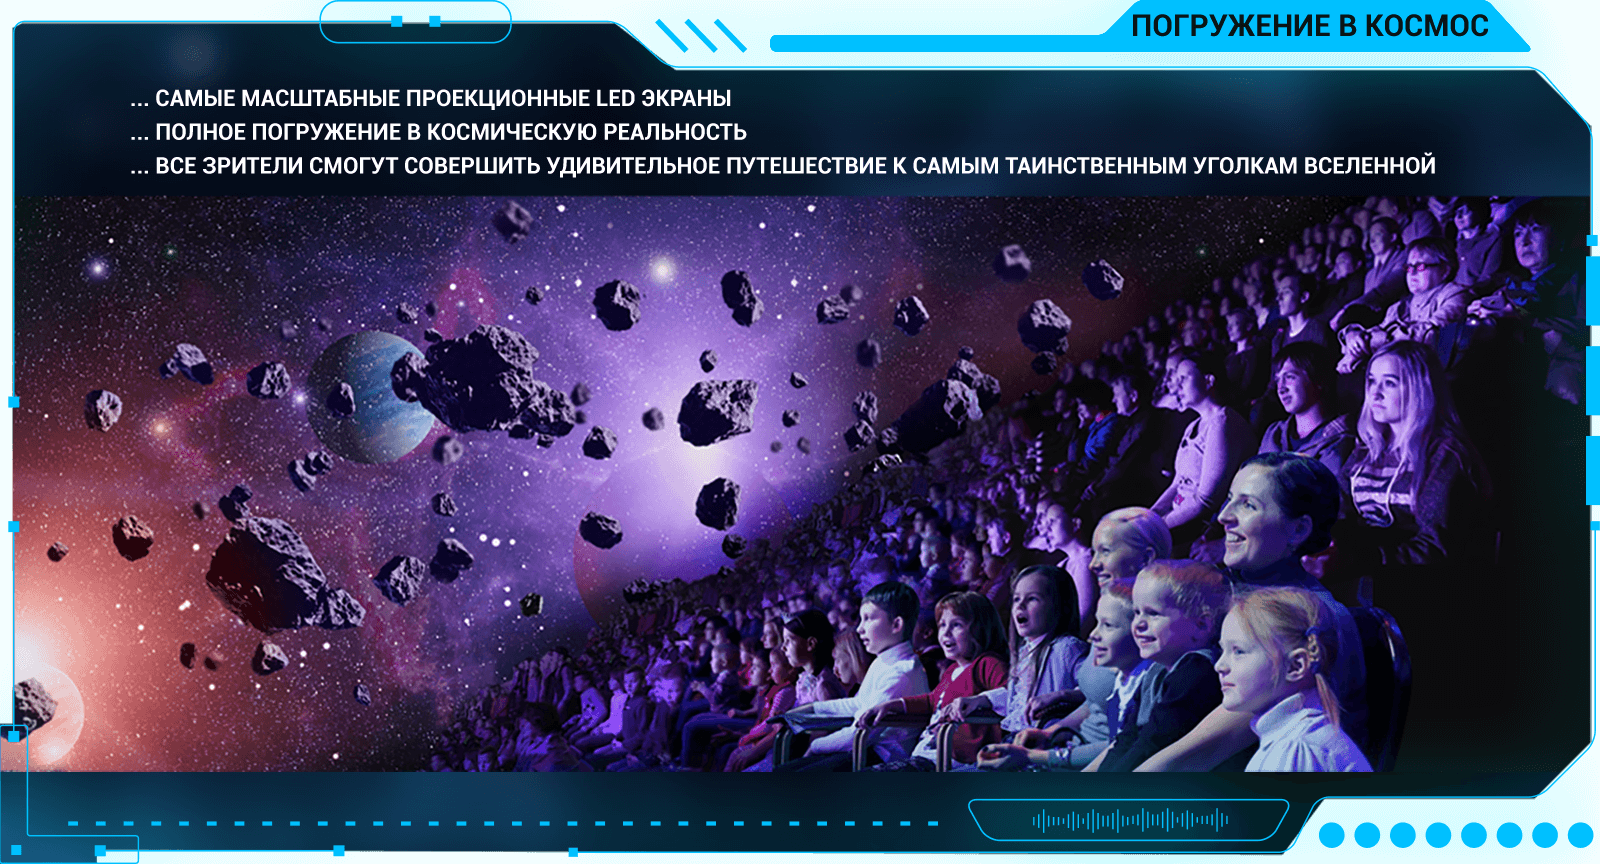 ПОГРУЖЕНИЕ В КОСМОС
... САМЫЕ МАСШТАБНЫЕ ПРОЕКЦИОННЫЕ LED ЭКРАНЫ
... ПОЛНОЕ ПОГРУЖЕНИЕ В КОСМИЧЕСКУЮ РЕАЛЬНОСТЬ
... ВСЕ ЗРИТЕЛИ СМОГУТ СОВЕРШИТЬ УДИВИТЕЛЬНОЕ ПУТЕШЕСТВИЕ К САМЫМ ТАИНСТВЕННЫМ УГОЛКАМ ВСЕЛЕННОЙ